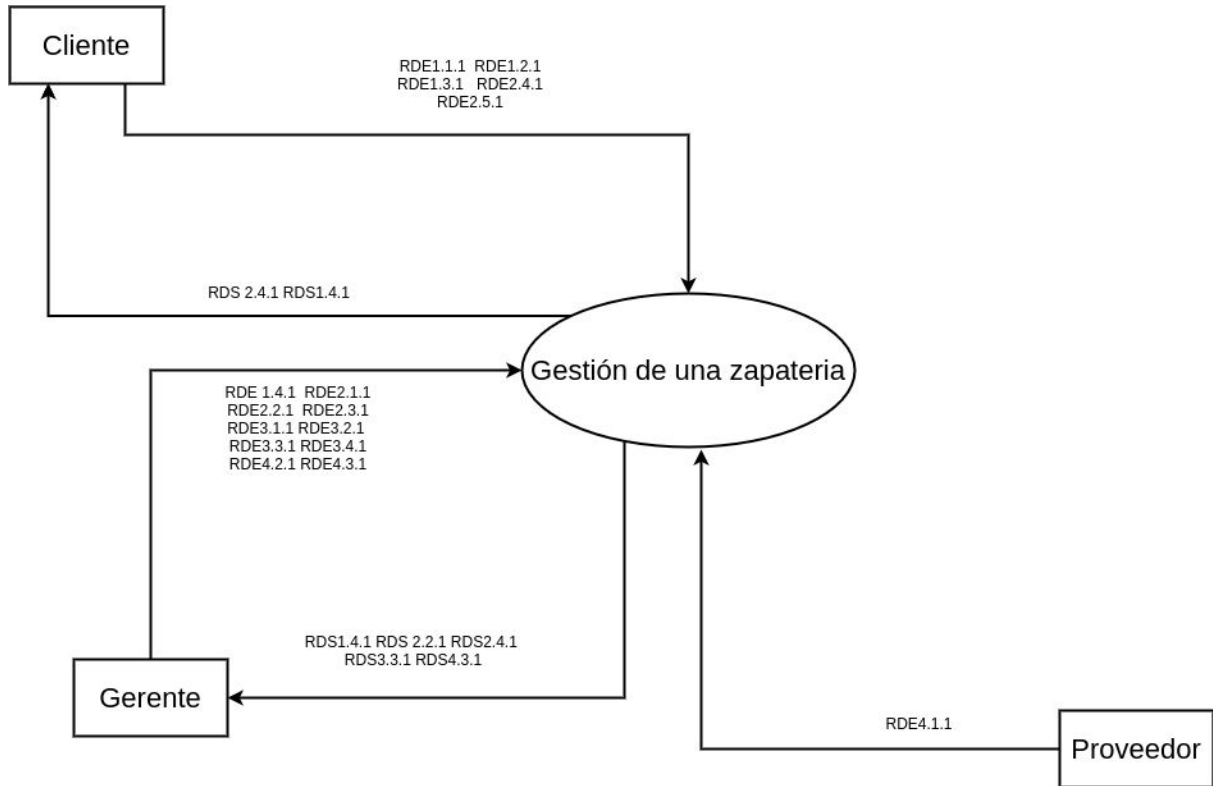 Cliente
RDE1.1.1 RDE1.2.1
RDE1.3.1 RDE2.4.1
RDE2.5.1
RDS 2.4.1 RDS1.4.1
Gestión de una zapateria
RDE 1.4.1 RDE2.1.1
RDE2.2.1 RDE2.3.1
RDE3.1.1 RDE3.2.1
RDE3.3.1 RDE3.4.1
RDE4.2.1 RDE4.3.1
RDS1.4.1 RDS 2.2.1 RDS2.4.1
RDS3.3.1 RDS4.3.1
Gerente
RDE4.1.1
Proveedor